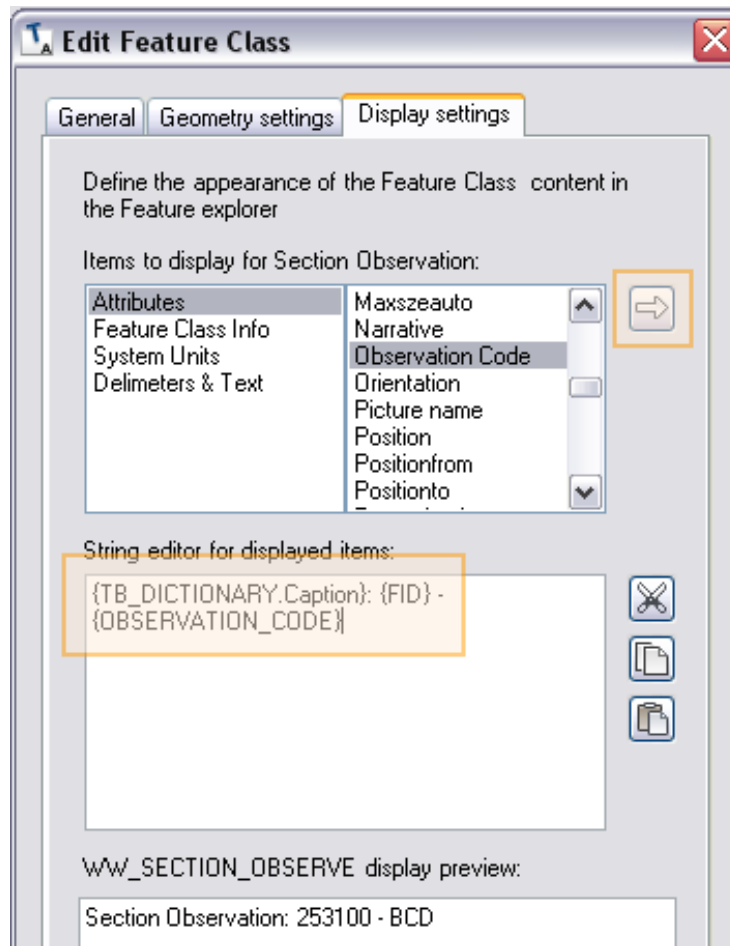 TA Edit Feature Class
General Geometry settings Display settings
Define the appearance of the Feature Class content in
the Feature explorer
Items to display for Section Observation:
Attributes
Feature Class Info
System Units
Delimeters & Text
Maxszeauto
Narrative
Observation Code
Orientation
Picture name
Position
Positionfrom
Positionto
String editor for displayed items:
{TB_DICTIONARY.Caption}: {FID} -
{OBSERVATION_CODE}
WW_SECTION_OBSERVE display preview:
Section Observation: 253100 - BCD